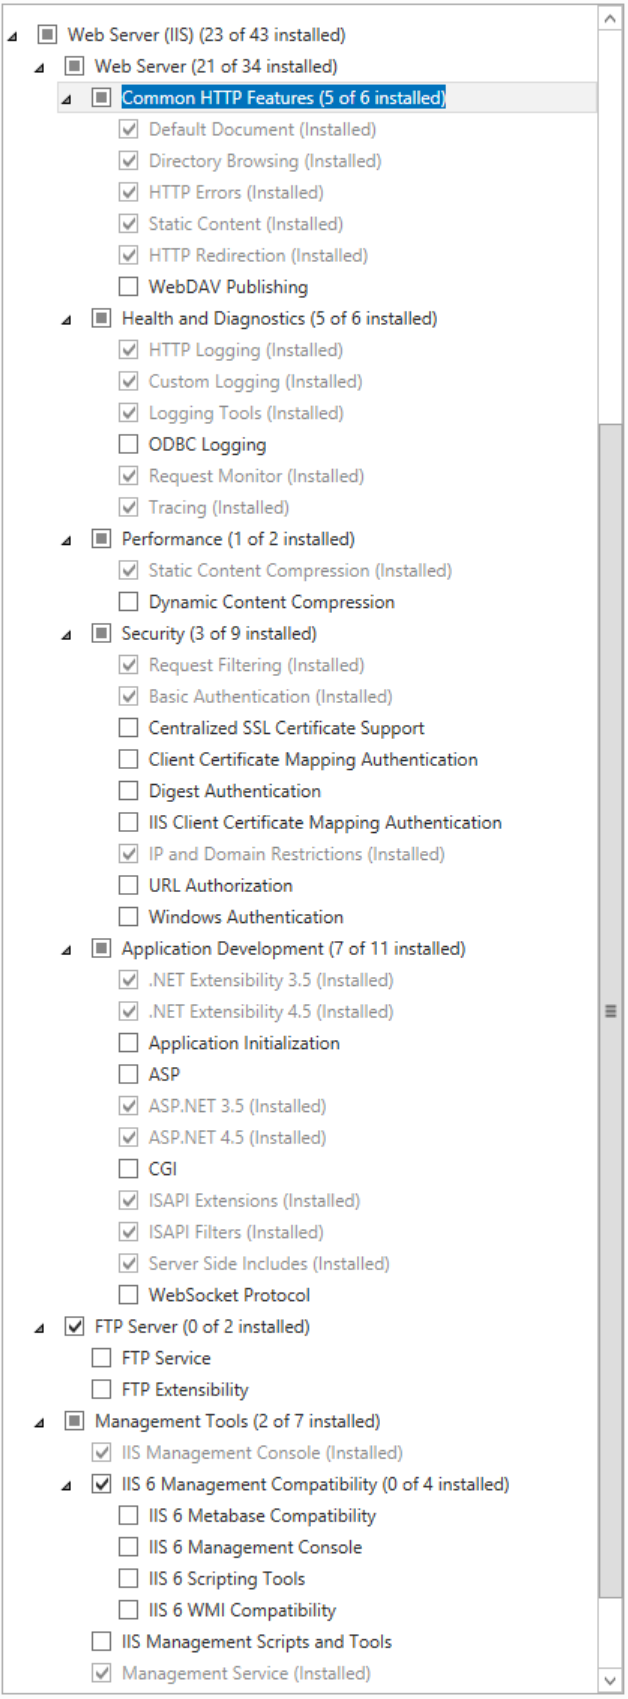 Web Server (IIS) (23 of 43 installed)
Web Server (21 of 34 installed)
Common HTTP Features (5 of 6 installed)
Default Document (Installed)
Directory Browsing (Installed)
HTTP Errors (Installed)
Static Content (Installed)
HTTP Redirection (Installed)
WebDAV Publishing
Health and Diagnostics (5 of 6 installed)
HTTP Logging (Installed)
Custom Logging (Installed)
Logging Tools (Installed)
ODBC Logging
Request Monitor (Installed)
Tracing (Installed)
Performance (1 of 2 installed)
Static Content Compression (Installed)
Dynamic Content Compression
Security (3 of 9 installed)
Request Filtering (Installed)
Basic Authentication (Installed)
Centralized SSL Certificate Support
Client Certificate Mapping Authentication
Digest Authentication
IIS Client Certificate Mapping Authentication
IP and Domain Restrictions (Installed)
URL Authorization
Windows Authentication
Application Development (7 of 11 installed)
.NET Extensibility 3.5 (Installed)
.NET Extensibility 4.5 (Installed)
Application Initialization
ASP
ASP.NET 3.5 (Installed)
ASP.NET 4.5 (Installed)
CGI
ISAPI Extensions (Installed)
ISAPI Filters (Installed)
Server Side Includes (Installed)
WebSocket Protocol
FTP Server (0 of 2 installed)
FTP Service
FTP Extensibility
Management Tools (2 of 7 installed)
IIS Management Console (Installed)
IIS 6 Management Compatibility (0 of 4 installed)
IIS 6 Metabase Compatibility
IIS 6 Management Console
IIS 6 Scripting Tools
IIS 6 WMI Compatibility
IIS Management Scripts and Tools
Management Service (Installed)